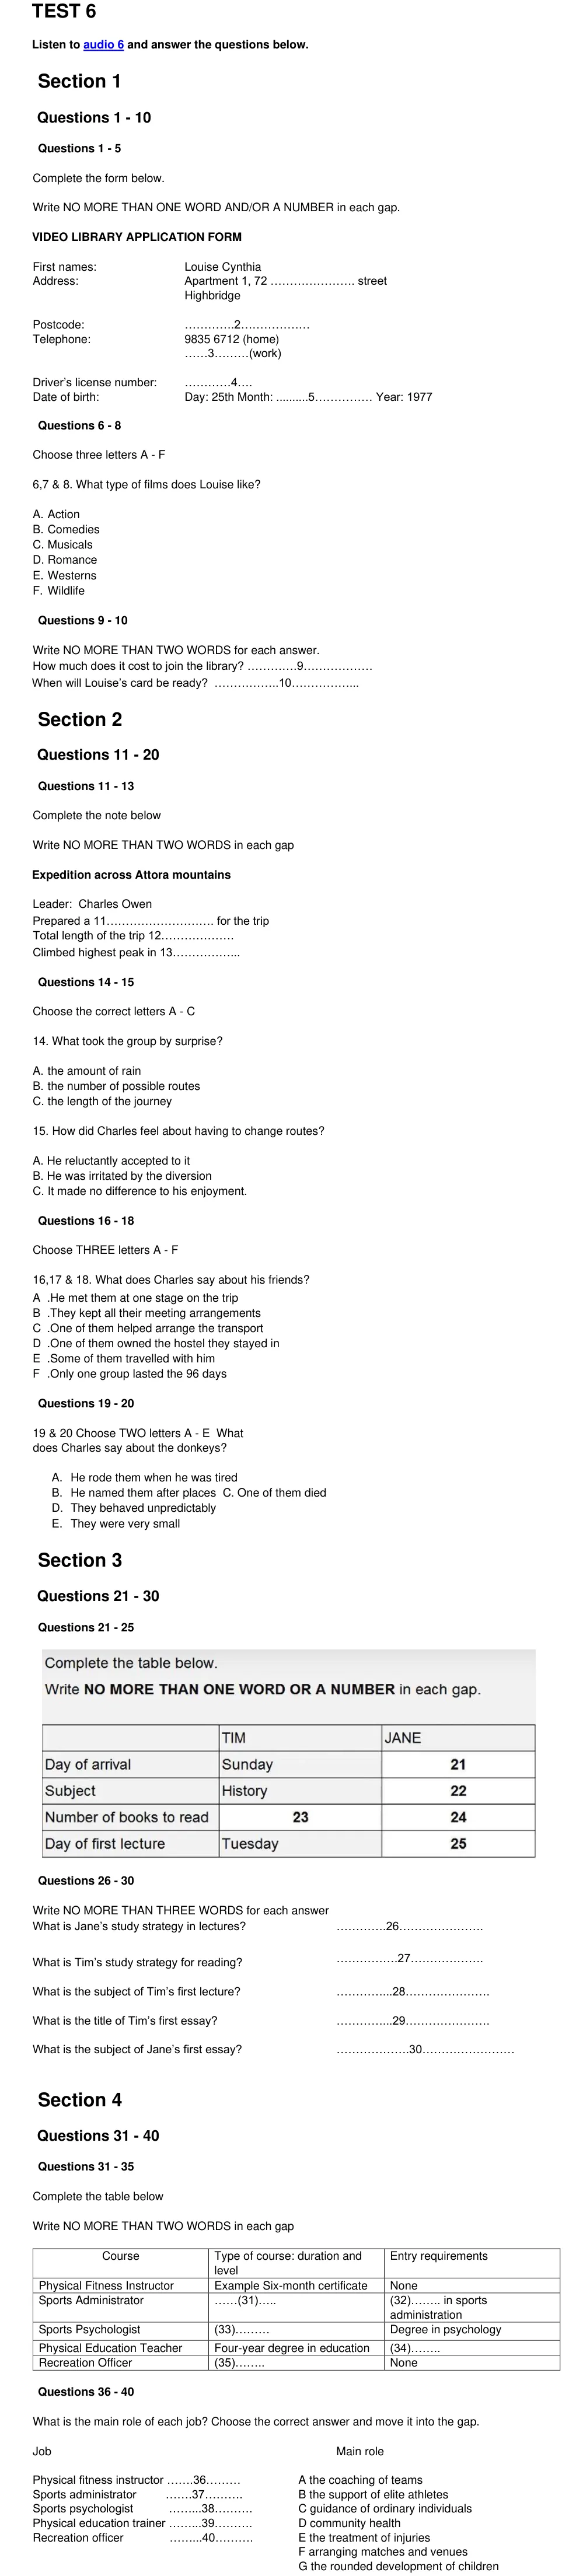 TEST 6
Listen to audio 6 and answer the questions below.
Section 1
Questions 1 - 10
Questions 1 - 5
Complete the form below.
Write NO MORE THAN ONE WORD AND/OR A NUMBER in each gap.
VIDEO LIBRARY APPLICATION FORM
First names: Louise Cynthia
Address: Apartment 1, 72 …………………. street
Highbridge
Postcode: ………...2………………
Telephone: 9835 6712 (home)
……3………(work)
Driver’s license number: ………..4….
Date of birth: Day: 25th Month: ..........5…………… Year: 1977
Questions 6 - 8
Choose three letters A - F
6,7 & 8. What type of films does Louise like?
A. Action
B. Comedies
C. Musicals
D. Romance
E. Westerns
F. Wildlife
Questions 9 - 10
Write NO MORE THAN TWO WORDS for each answer.
How much does it cost to join the library? ………….9………………
When will Louise’s card be ready? ……………..10……………...
Section 2
Questions 11 - 20
Questions 11 - 13
Complete the note below
Write NO MORE THAN TWO WORDS in each gap
Expedition across Attora mountains
Leader: Charles Owen
Prepared a 11………………………. for the trip
Total length of the trip 12……………….
Climbed highest peak in 13……………...
Questions 14 - 15
Choose the correct letters A - C
14. What took the group by surprise?
A. the amount of rain
B. the number of possible routes
C. the length of the journey
15. How did Charles feel about having to change routes?
A. He reluctantly accepted to it
B. He was irritated by the diversion
C. It made no difference to his enjoyment.
Questions 16 - 18
Choose THREE letters A - F
16,17 & 18. What does Charles say about his friends?
A .He met them at one stage on the trip
B .They kept all their meeting arrangements
C .One of them helped arrange the transport
D .One of them owned the hostel they stayed in
E .Some of them travelled with him
F .Only one group lasted the 96 days
Questions 19 - 20
19 & 20 Choose TWO letters A - E What
does Charles say about the donkeys?
A. He rode them when he was tired
B. He named them after places C. One of them died
D. They behaved unpredictably
E. They were very small
Section 3
Questions 21 - 30
Questions 21 - 25
Complete the table below.
Write NO MORE THAN ONE WORD OR A NUMBER in each gap.
TIM JANE
Day of arrival Sunday 21
Subject History 22
Number of books to read 23 24
Day of first lecture Tuesday 25
Questions 26 - 30
Write NO MORE THAN THREE WORDS for each answer
What is Jane’s study strategy in lectures? ………….26………………….
What is Tim’s study strategy for reading? …………….27……………….
What is the subject of Tim’s first lecture? …………...28………………….
What is the title of Tim’s first essay? …………...29………………….
What is the subject of Jane’s first essay? ……………….30……………………
Section 4
Questions 31 - 40
Questions 31 - 35
Complete the table below
Write NO MORE THAN TWO WORDS in each gap
Course Type of course: duration and level Entry requirements
Physical Fitness Instructor Example Six-month certificate None
Sports Administrator ……(31)….. (32)…….. in sports administration
Sports Psychologist (33)……… Degree in psychology
Physical Education Teacher Four-year degree in education (34)……..
Recreation Officer (35)…….. None
Questions 36 - 40
What is the main role of each job? Choose the correct answer and move it into the gap.
Job Main role
Physical fitness instructor …….36……… A the coaching of teams
Sports administrator …….37………. B the support of elite athletes
Sports psychologist ……...38………. C guidance of ordinary individuals
Physical education trainer ……...39………. D community health
Recreation officer ……...40………. E the treatment of injuries
F arranging matches and venues
G the rounded development of children